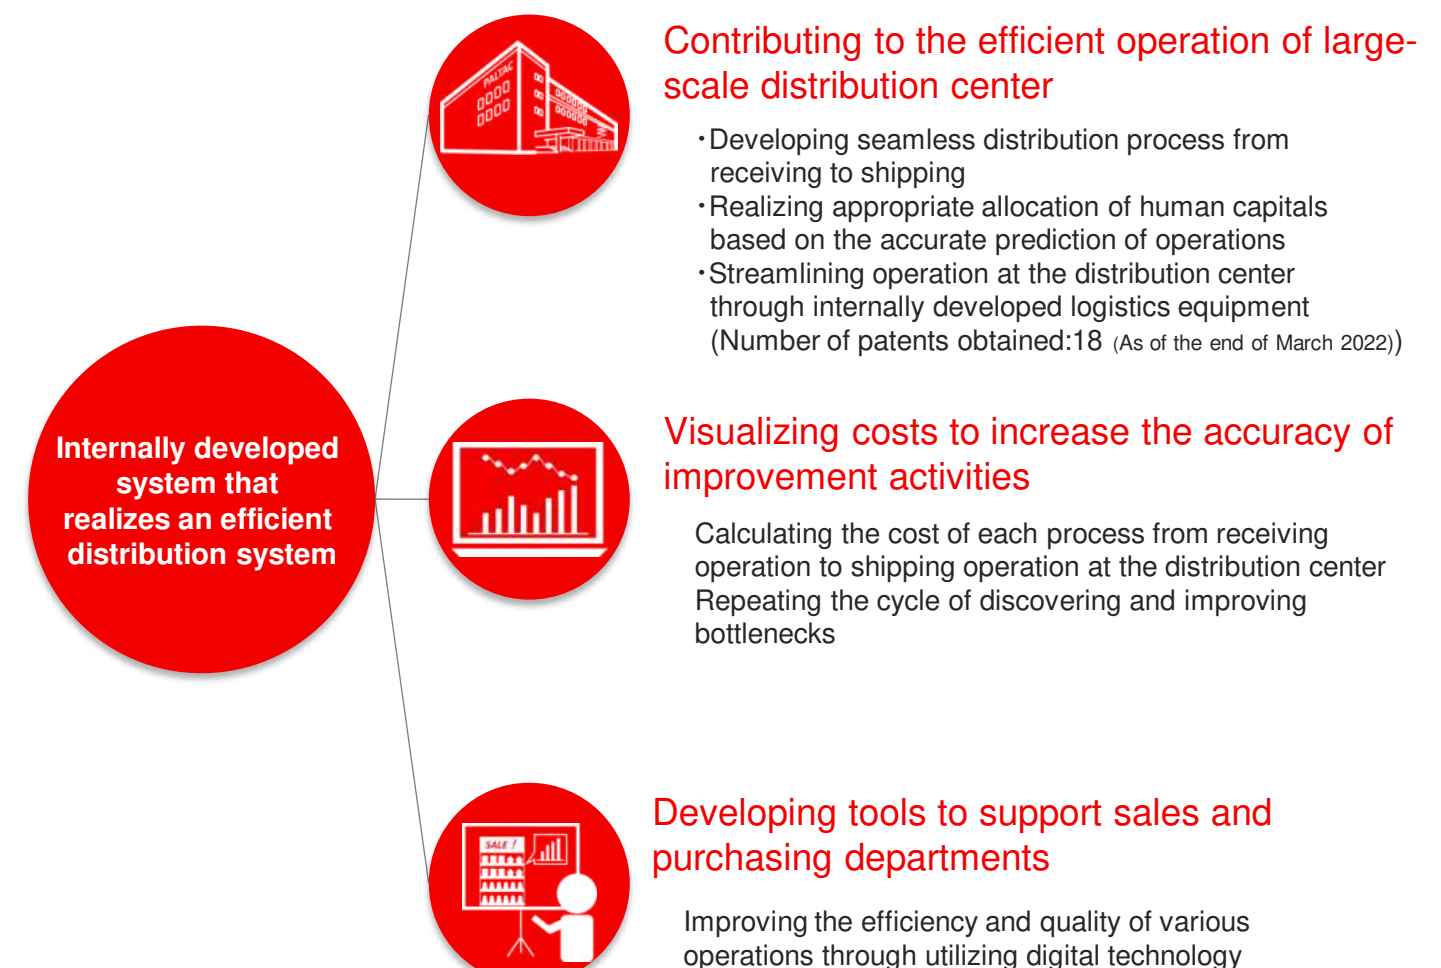 PALTAC
Contributing to the efficient operation of large-
scale distribution center
・Developing seamless distribution process from
receiving to shipping
・Realizing appropriate allocation of human capitals
based on the accurate prediction of operations
・Streamlining operation at the distribution center
through internally developed logistics equipment
(Number of patents obtained:18 (As of the end of March 2022))
Internally developed
system that
realizes an efficient
distribution system
Visualizing costs to increase the accuracy of
improvement activities
Calculating the cost of each process from receiving
operation to shipping operation at the distribution center
Repeating the cycle of discovering and improving
bottlenecks
SALE !
Developing tools to support sales and
purchasing departments
Improving the efficiency and quality of various
operations through utilizing digital technology